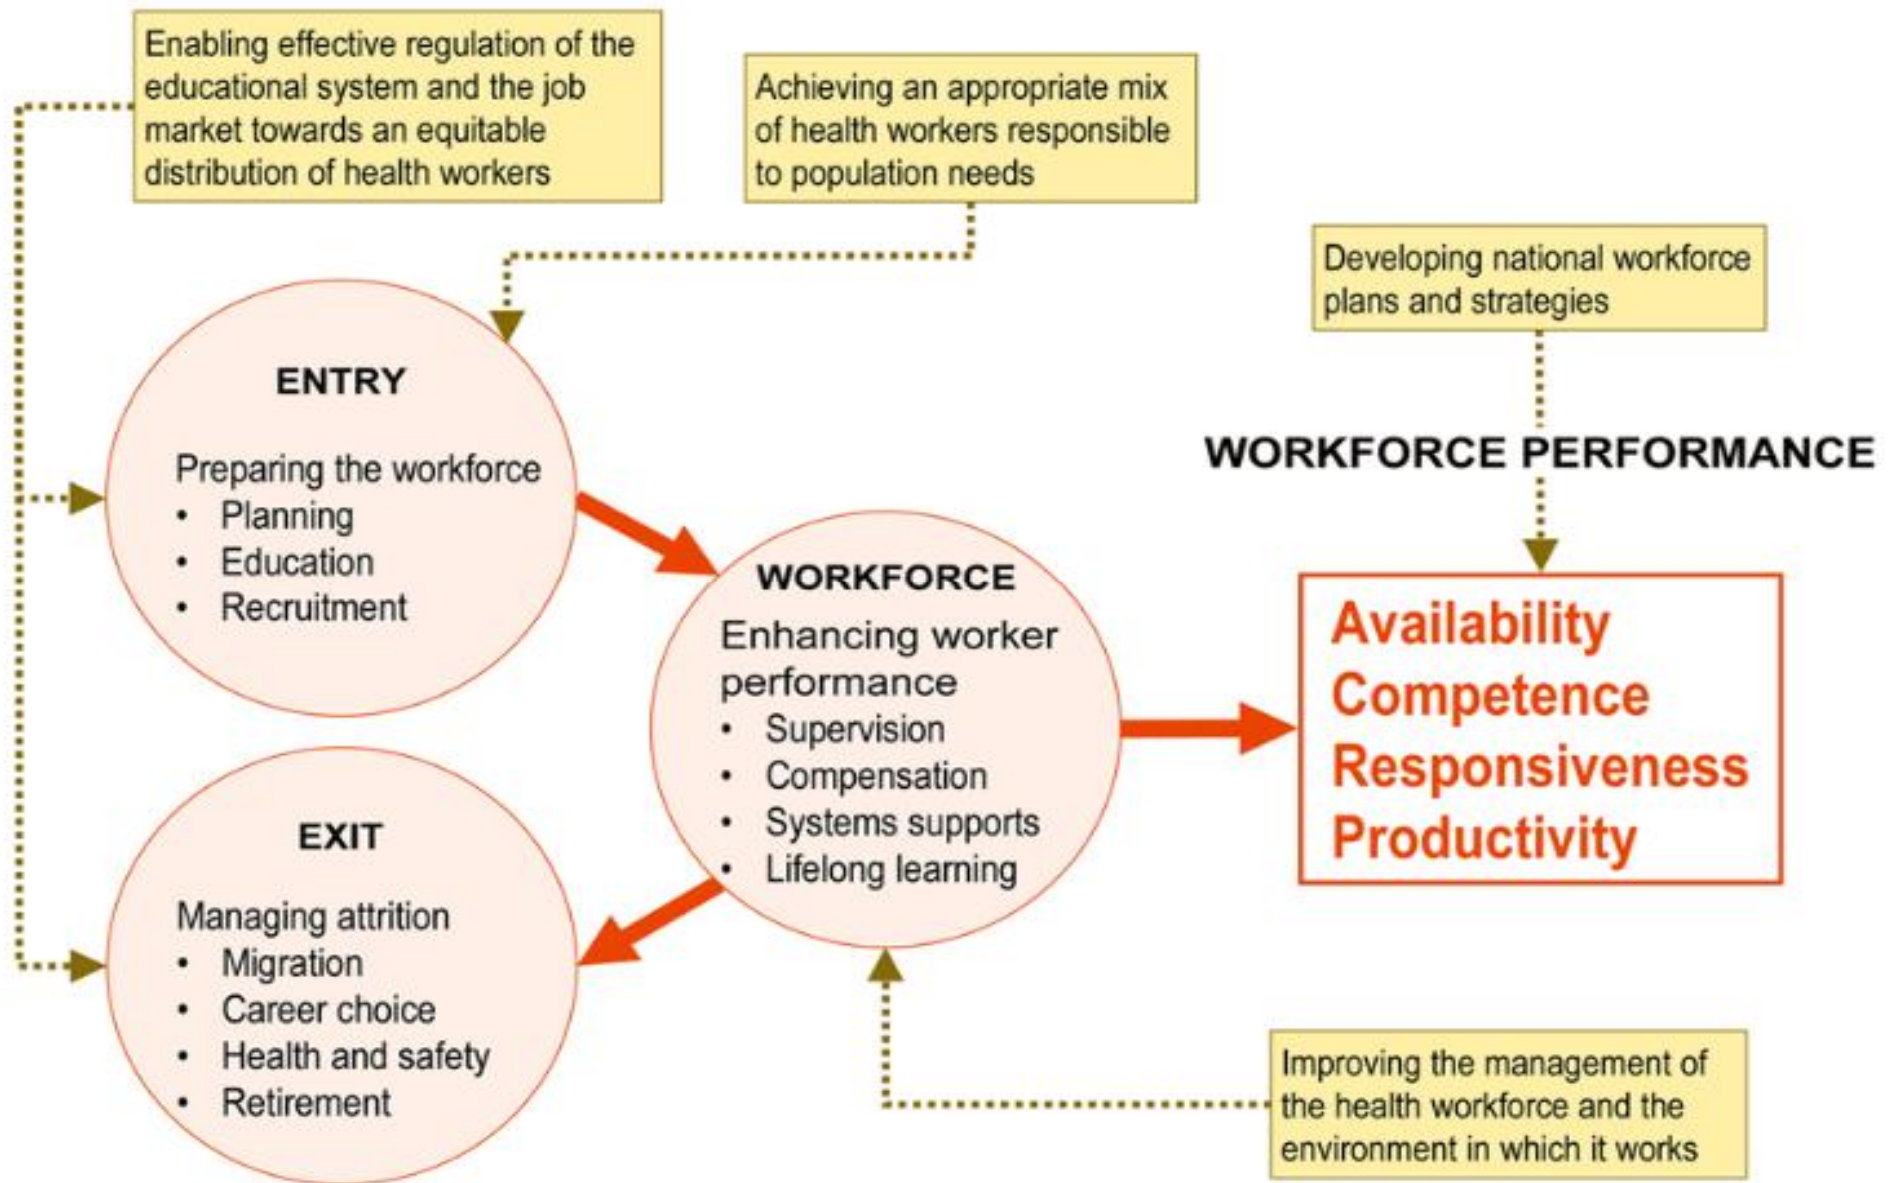 Enabling effective regulation of the
educational system and the job
market towards an equitable
distribution of health workers
Achieving an appropriate mix
of health workers responsible
to population needs
Developing national workforce
plans and strategies
ENTRY
Preparing the workforce
• Planning
• Education
• Recruitment
WORKFORCE PERFORMANCE
WORKFORCE
Enhancing worker
performance
• Supervision
• Compensation
• Systems supports
• Lifelong learning
Availability
Competence
Responsiveness
Productivity
EXIT
Managing attrition
• Migration
• Career choice
• Health and safety
• Retirement
Improving the management of
the health workforce and the
environment in which it works